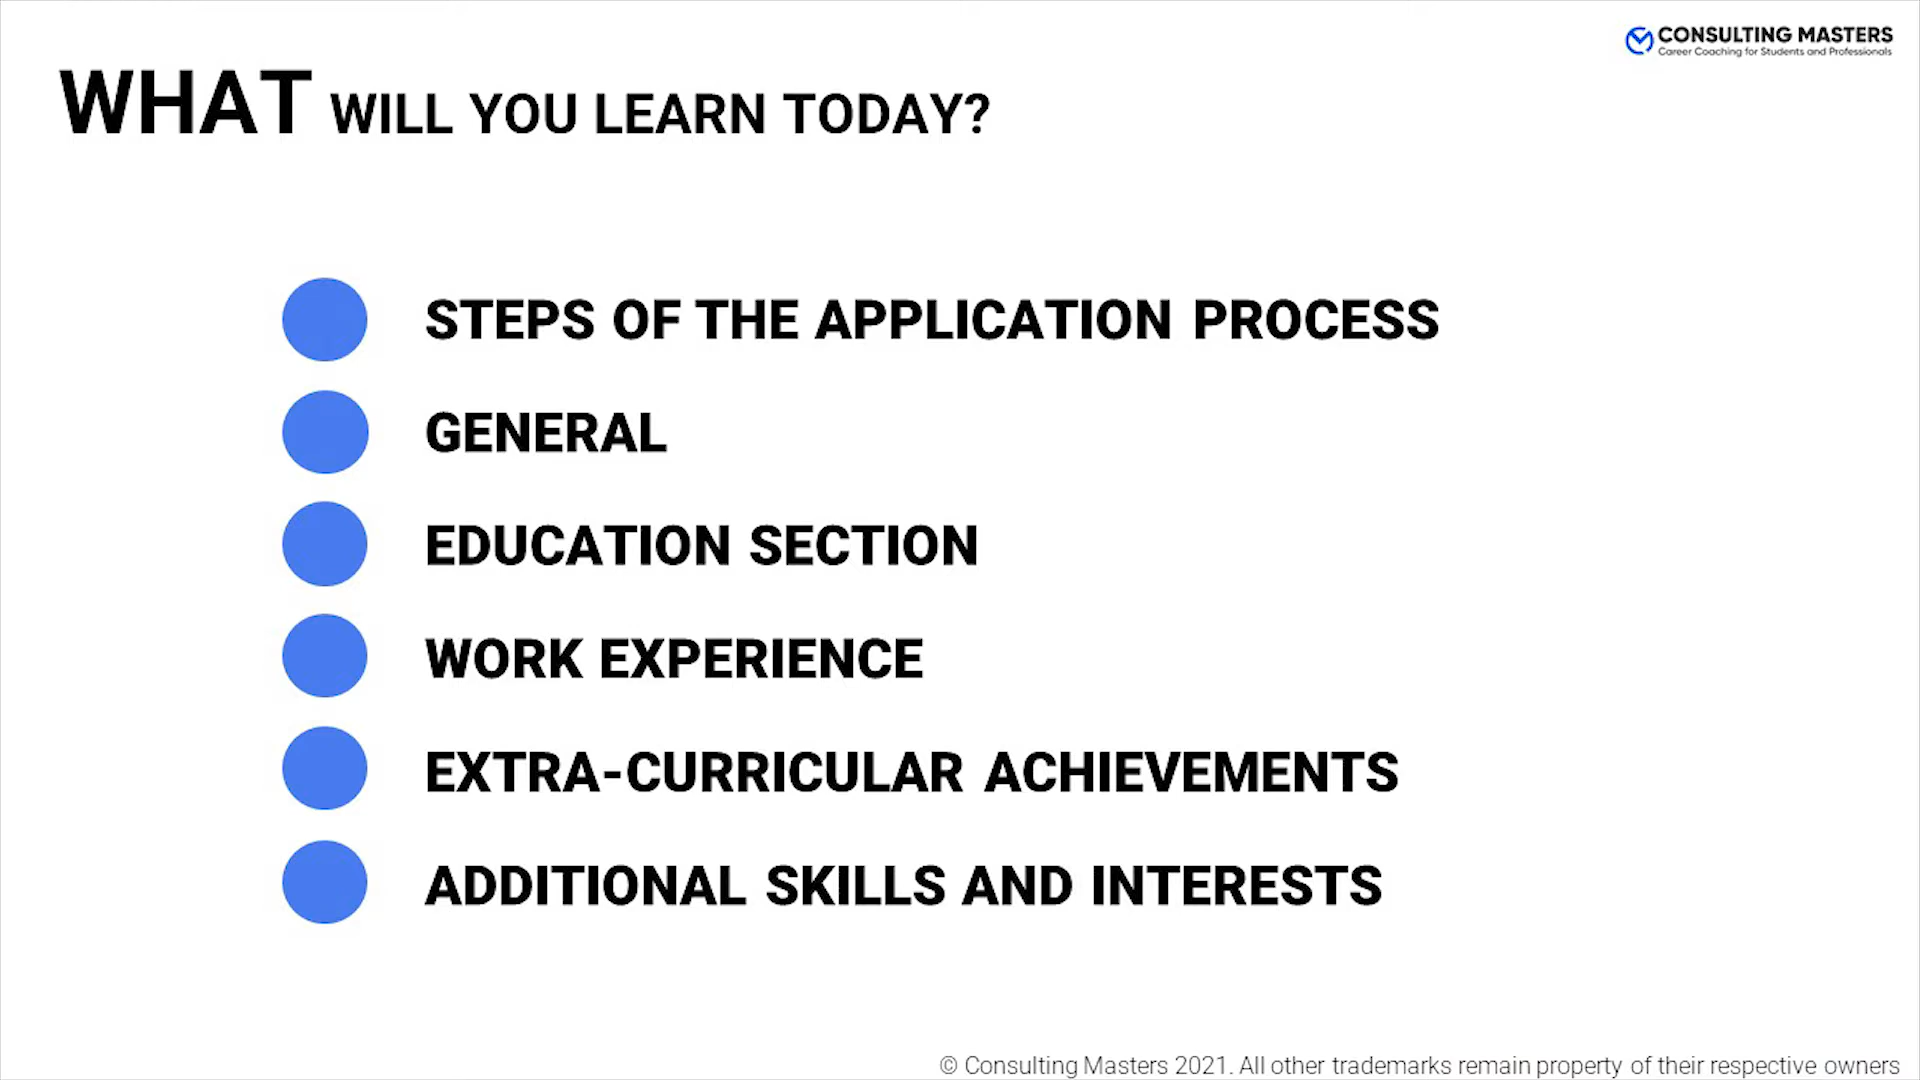 CONSULTING MASTERS
Career Coaching for Students and Professionals
WHAT WILL YOU LEARN TODAY?
STEPS OF THE APPLICATION PROCESS
GENERAL
EDUCATION SECTION
WORK EXPERIENCE
EXTRA-CURRICULAR ACHIEVEMENTS
ADDITIONAL SKILLS AND INTERESTS
© Consulting Masters 2021. All other trademarks remain property of their respective owners